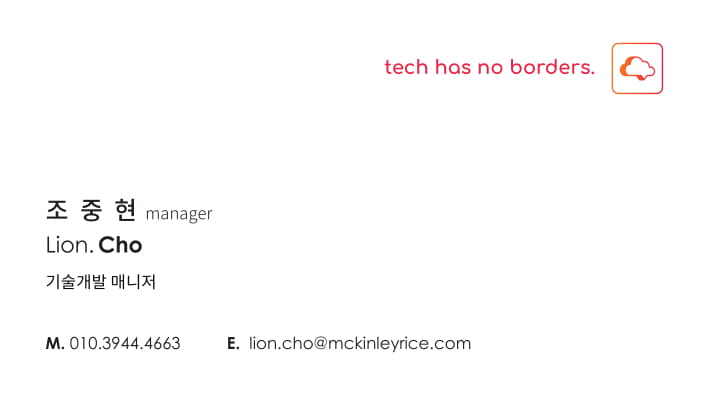 tech has no borders.
조 중 현 manager
Lion. Cho
기술개발 매니저
M. 010.3944.4663 E. lion.cho@mckinleyrice.com